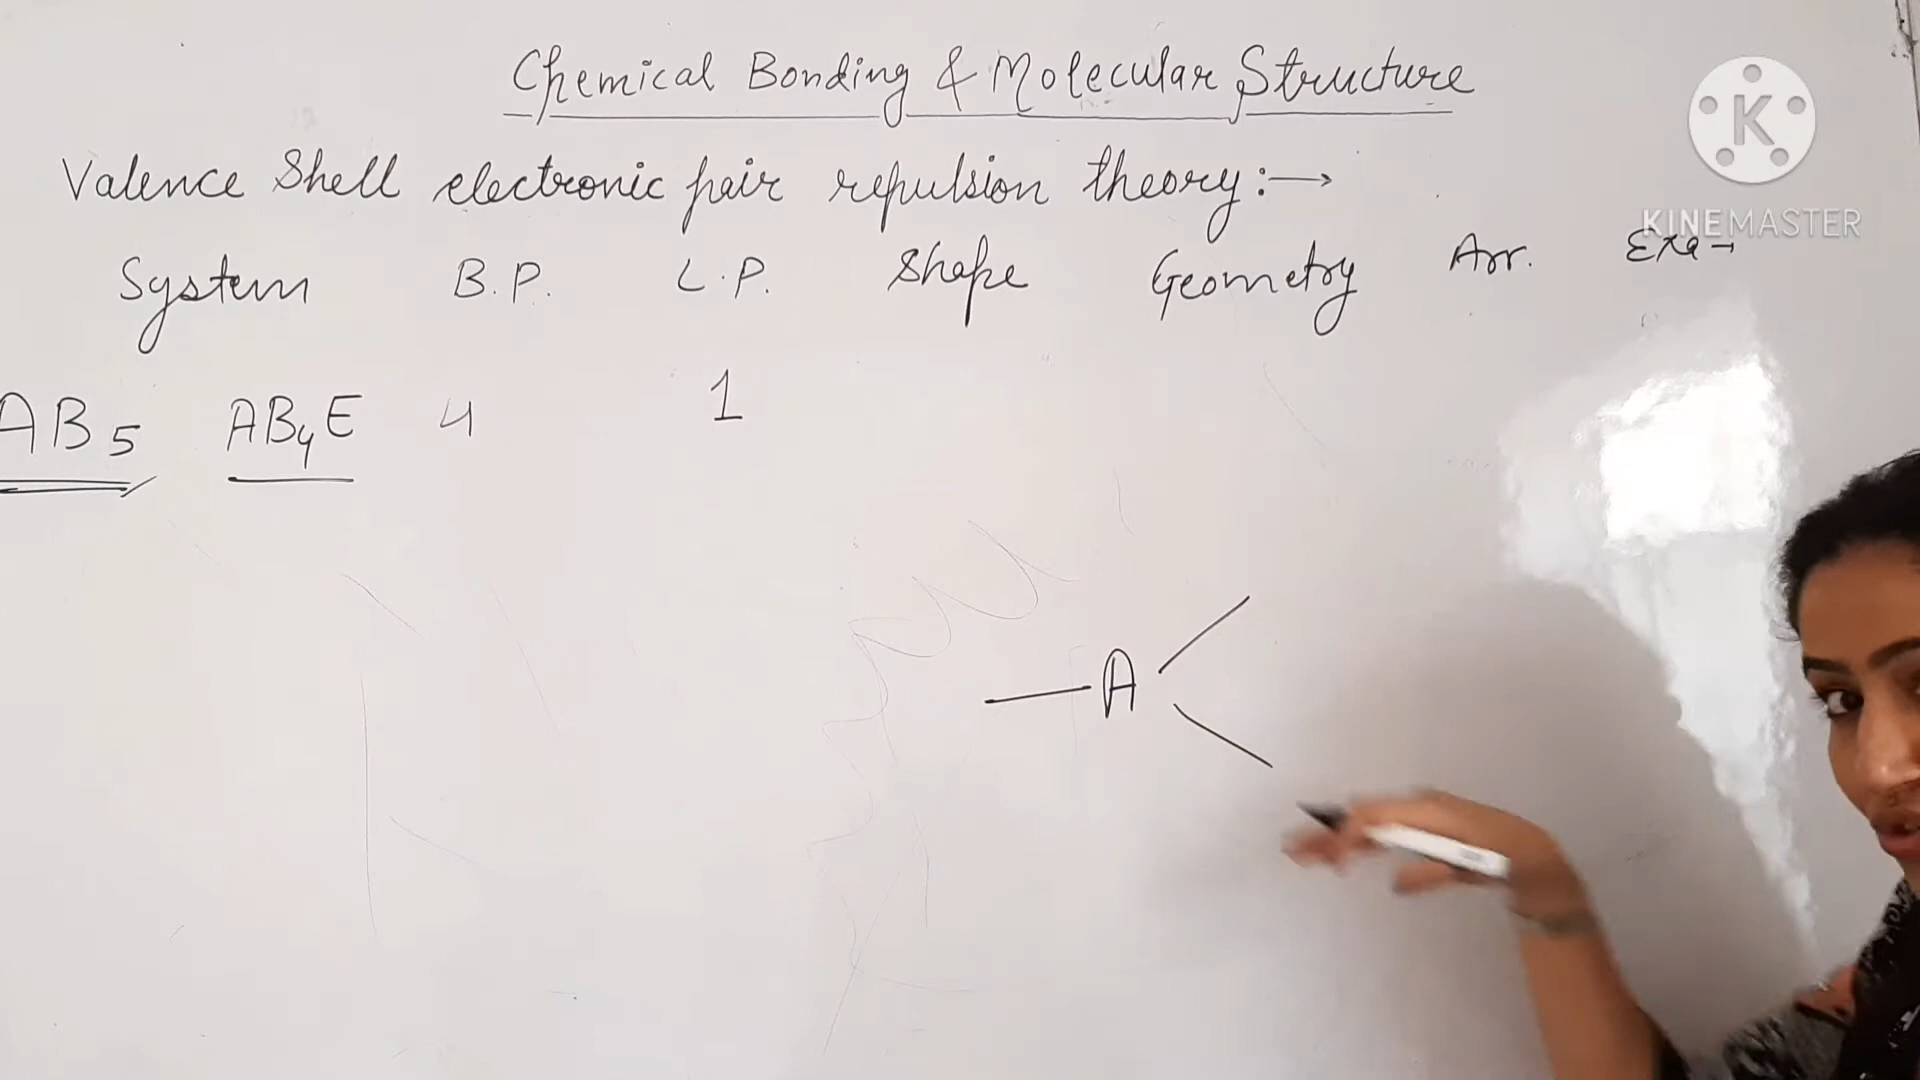 Chemical Bonding & Molecular Structure
Valence Shell electronic pair repulsion theory:→
System B.P. L.P. Shape Geometry Arr. Exa→
AB5 AB4E 4 1
A
K
KINEMASTER